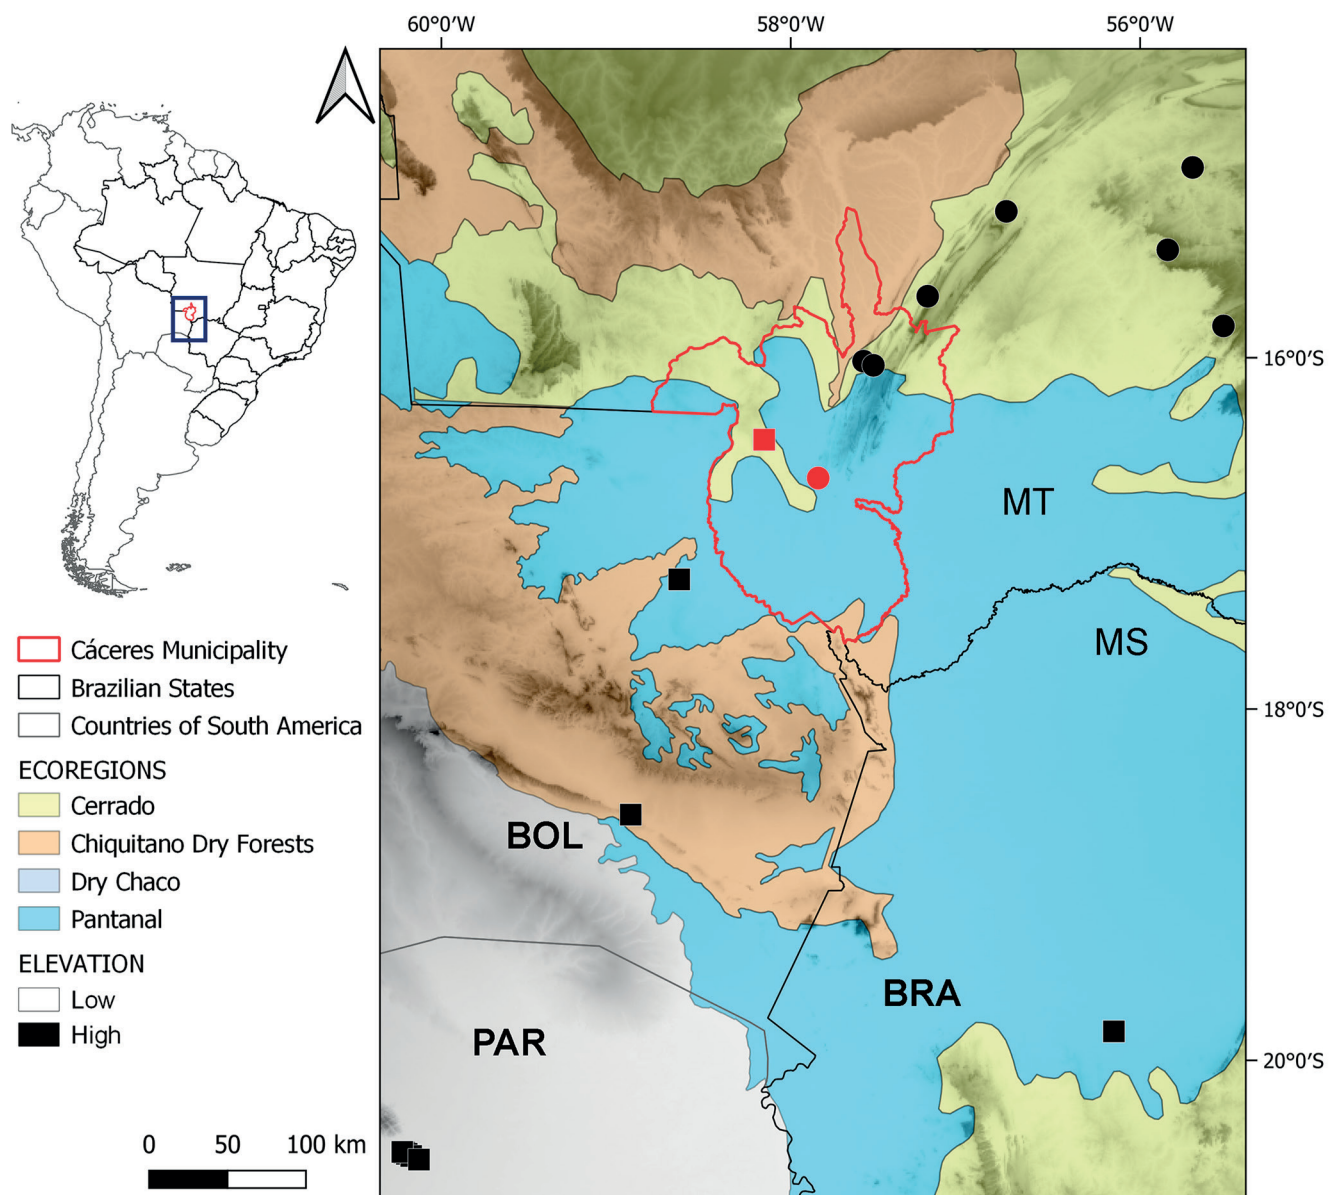 60°0'W 58°0'W 56°0'W
16°0'S
MT
MS
18°0'S
BOL
BRA
PAR
20°0'S
Cáceres Municipality
Brazilian States
Countries of South America
ECOREGIONS
Cerrado
Chiquitano Dry Forests
Dry Chaco
Pantanal
ELEVATION
Low
High
0 50 100 km